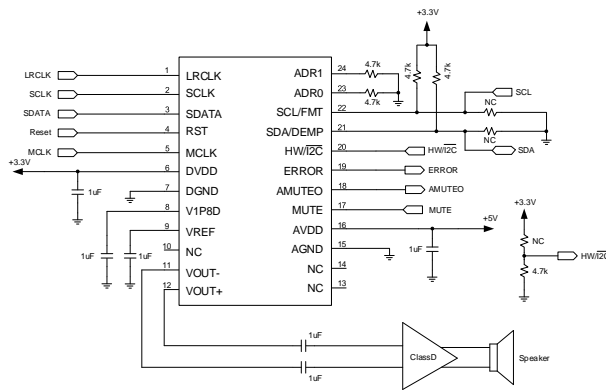 +3.3V
4.7k
4.7k
4.7k
4.7k
LRCLK 1 LRCLK ADR1 24
SCLK 2 SCLK ADR0 23
SDATA 3 SDATA SCL/FMT 22 SCL
NC
Reset 4 RST SDA/DEMP 21 SDA
NC
MCLK 5 MCLK HW/I2C 20 HW/I2C
+3.3V 6 DVDD ERROR 19 ERROR
1uF
7 DGND AMUTEO 18 AMUTEO
8 V1P8D MUTE 17 MUTE
9 VREF AVDD 16 +5V
1uF
1uF
1uF
10 NC AGND 15
11 VOUT- NC 14
12 VOUT+ NC 13
+3.3V
NC
HW/I2C
4.7k
1uF
1uF
ClassD
Speaker